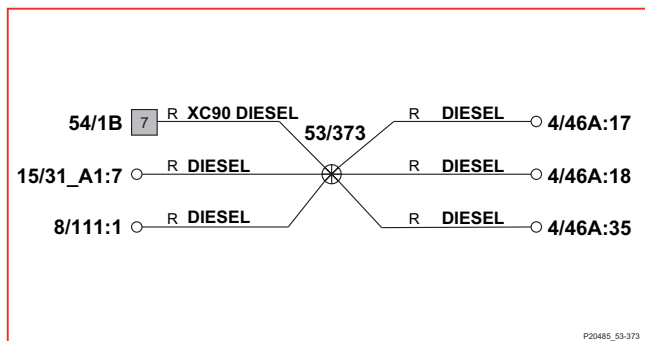 54/1B 7 R XC90 DIESEL 53/373 R DIESEL 4/46A:17
15/31_A1:7 R DIESEL R DIESEL 4/46A:18
8/111:1 R DIESEL R DIESEL 4/46A:35
P20485_53-373